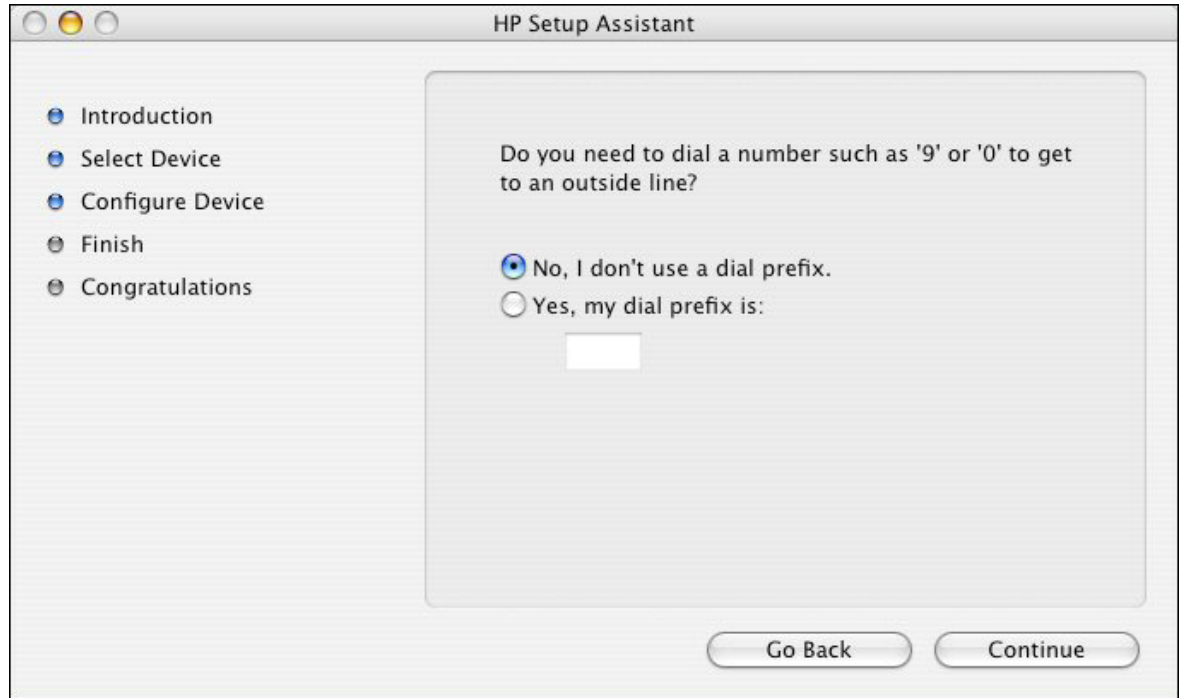 HP Setup Assistant
Introduction
Select Device
Configure Device
Finish
Congratulations
Do you need to dial a number such as '9' or '0' to get
to an outside line?
No, I don't use a dial prefix.
Yes, my dial prefix is:
Go Back
Continue